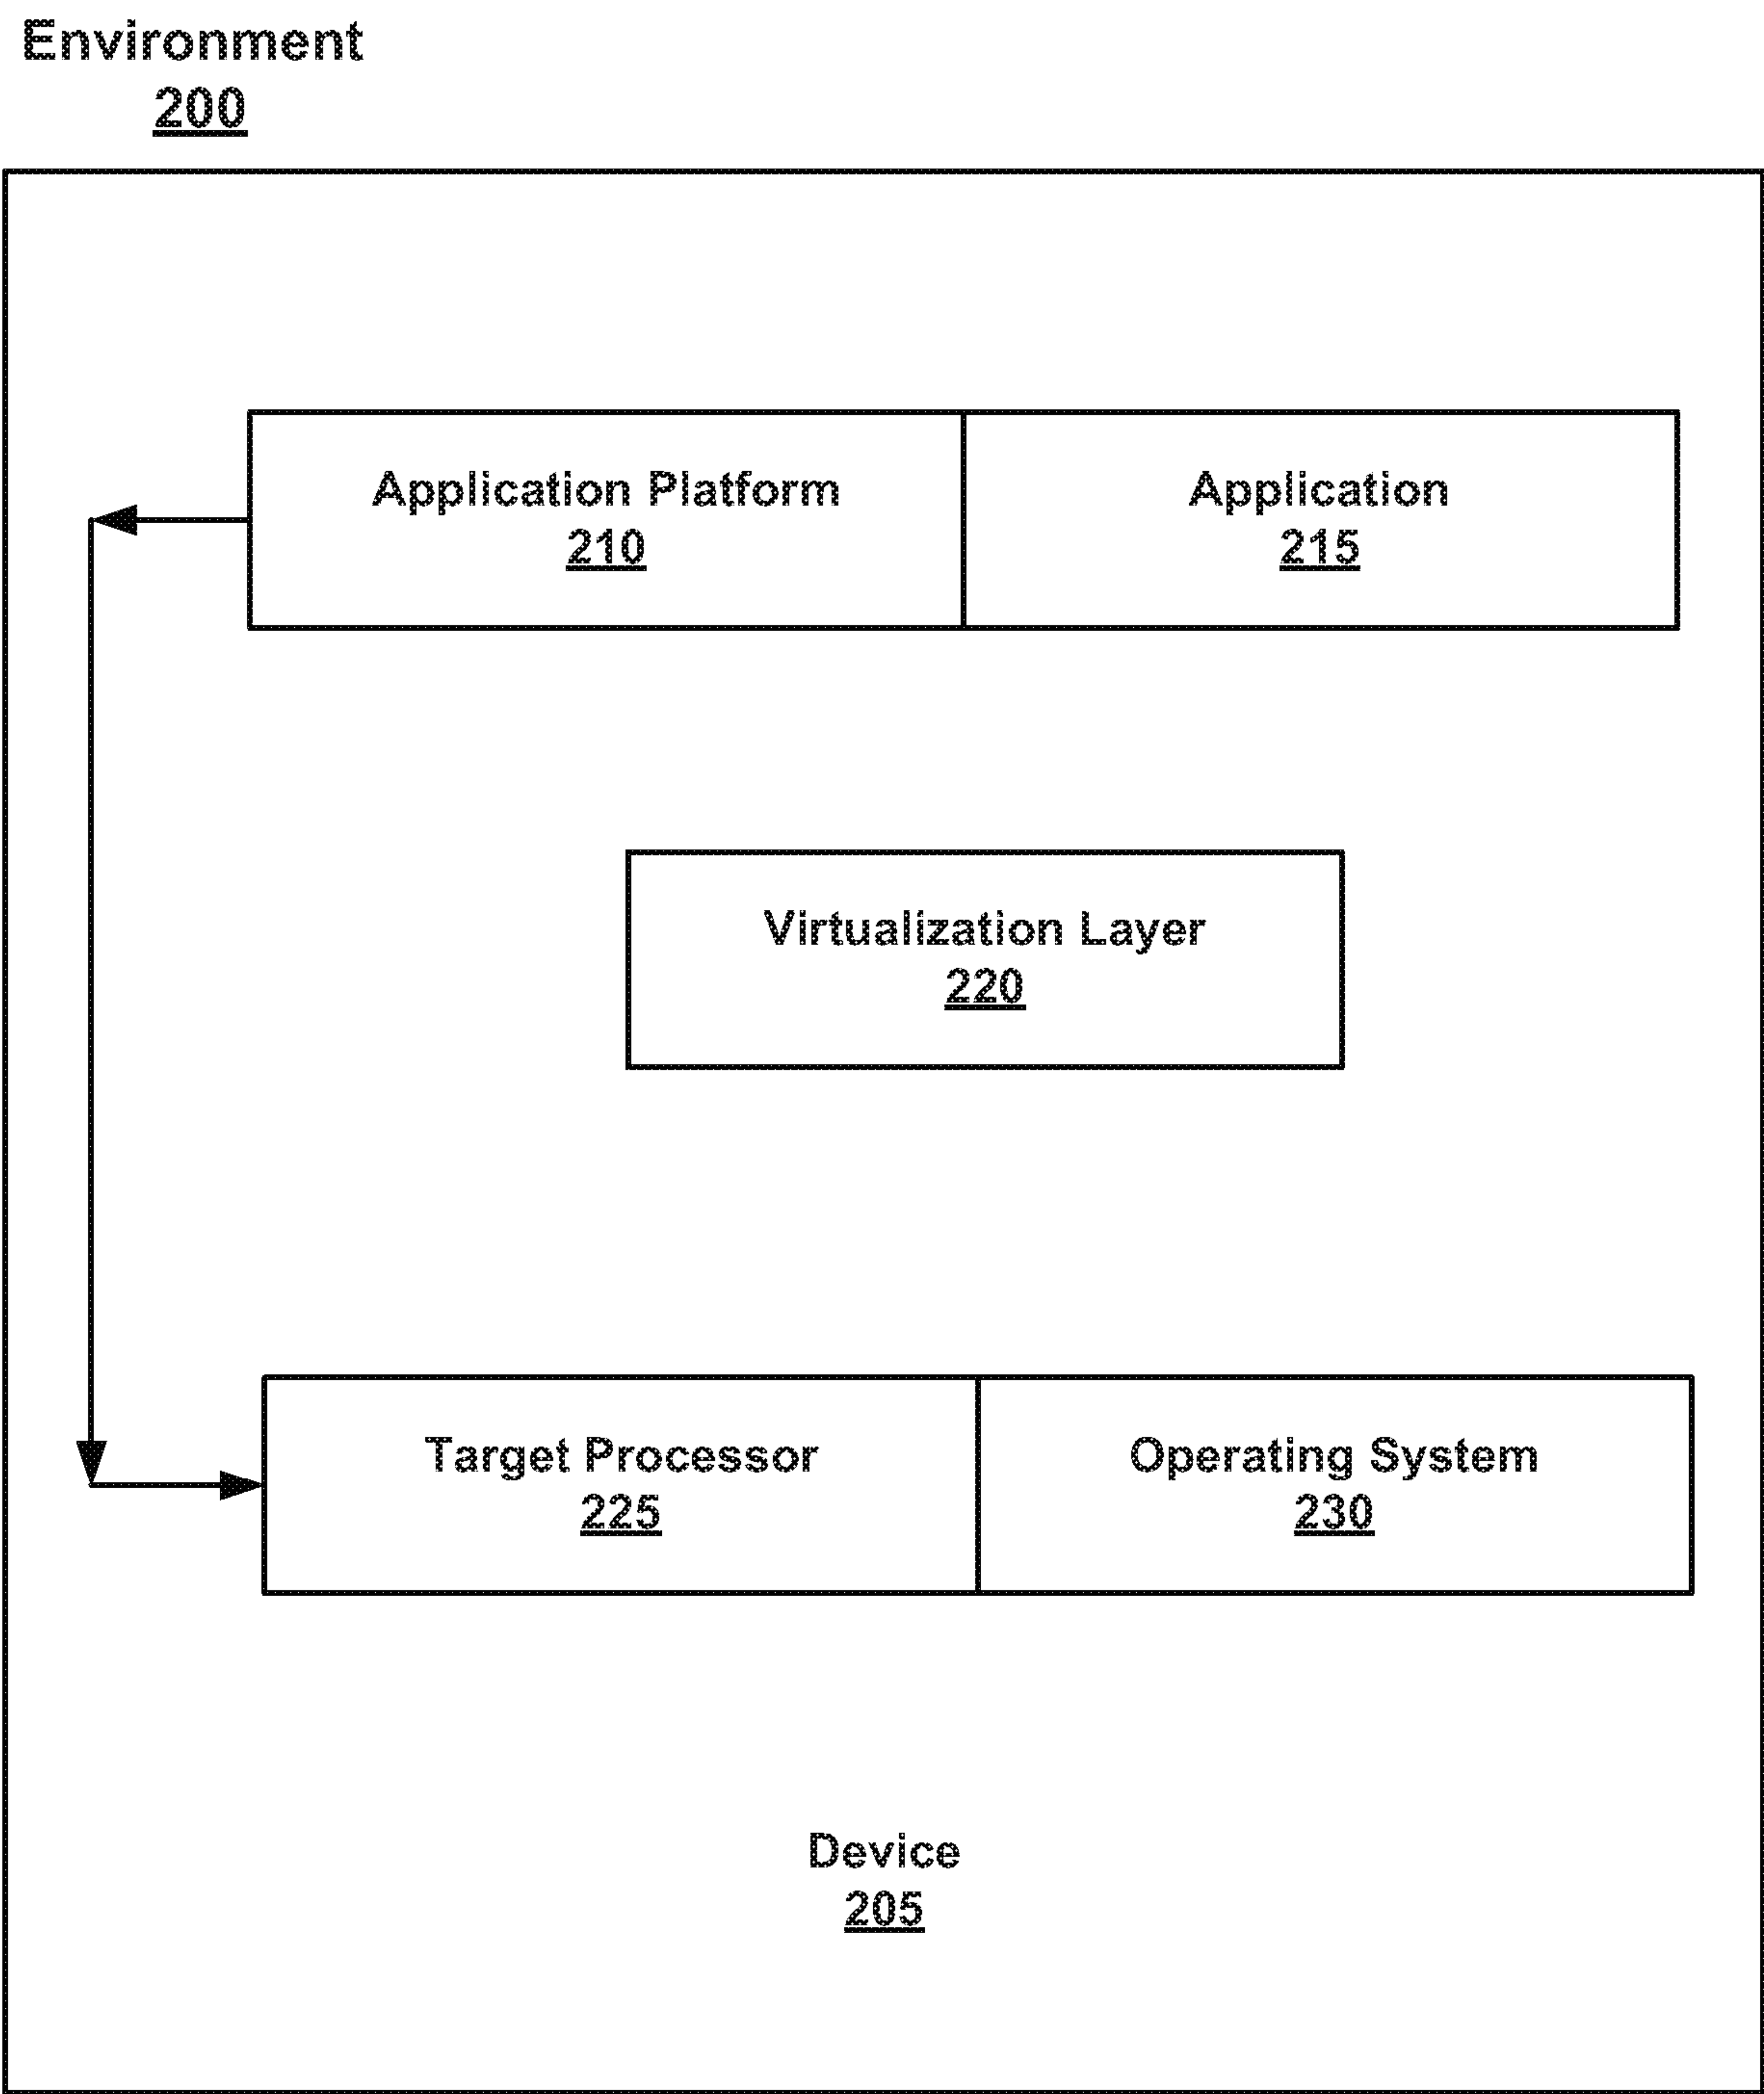 Environment
200
Application Platform
210
Application
215
Virtualization Layer
220
Target Processor
225
Operating System
230
Device
205